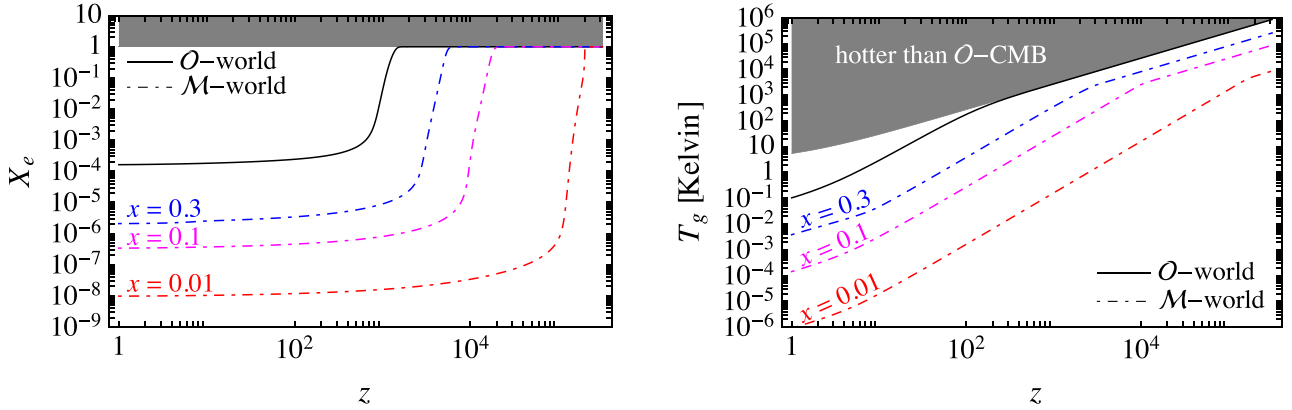 10
1
10⁻¹
10⁻²
10⁻³
10⁻⁴
10⁻⁵
10⁻⁶
10⁻⁷
10⁻⁸
10⁻⁹
X_e
𝒪−world
ℳ−world
x = 0.3
x = 0.1
x = 0.01
1 10² 10⁴
z
10⁶
10⁵
10⁴
10³
10²
10
1
10⁻¹
10⁻²
10⁻³
10⁻⁴
10⁻⁵
10⁻⁶
T_g [Kelvin]
hotter than 𝒪−CMB
x = 0.3
x = 0.1
x = 0.01
𝒪−world
ℳ−world
1 10² 10⁴
z